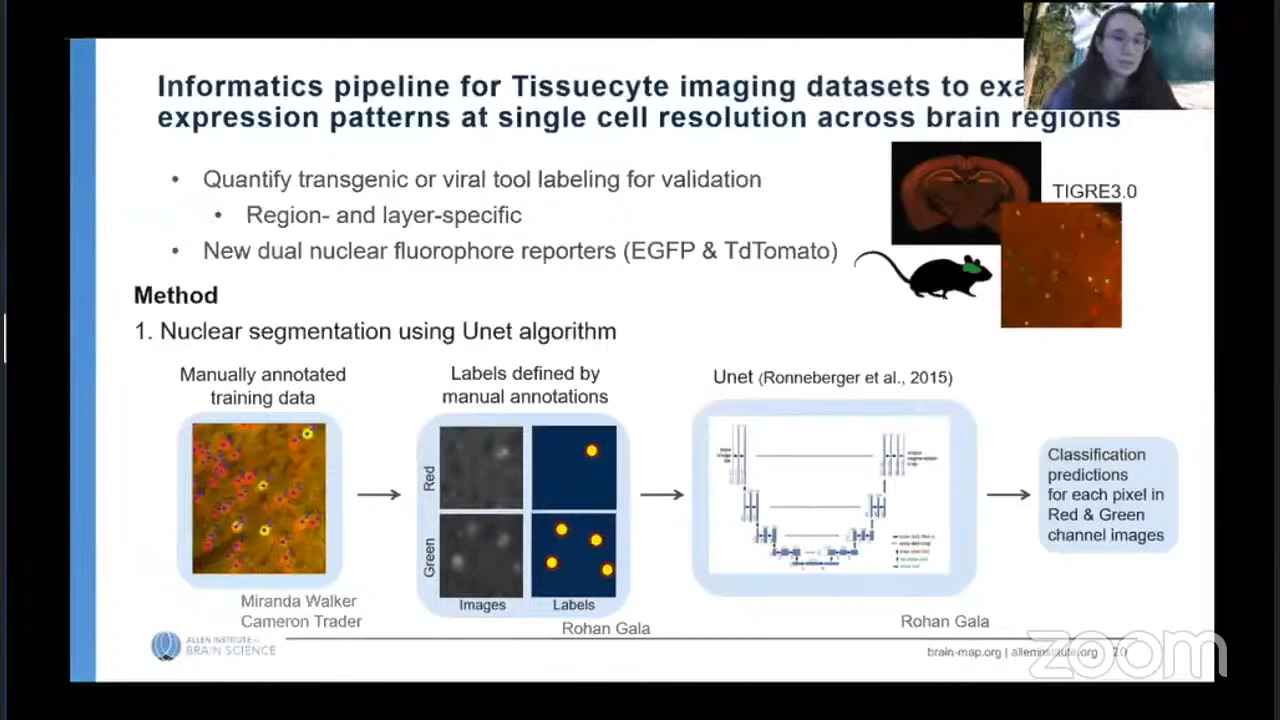 Informatics pipeline for Tissuecyte imaging datasets to exa
expression patterns at single cell resolution across brain regions
• Quantify transgenic or viral tool labeling for validation
• Region- and layer-specific
• New dual nuclear fluorophore reporters (EGFP & TdTomato)
TIGRE3.0
Method
1. Nuclear segmentation using Unet algorithm
Manually annotated
training data
Labels defined by
manual annotations
Unet (Ronneberger et al., 2015)
Red
Green
Images
Labels
Classification
predictions
for each pixel in
Red & Green
channel images
Miranda Walker
Cameron Trader
Rohan Gala
Rohan Gala
ALLEN INSTITUTE for
BRAIN SCIENCE
brain-map.org | alleninstitute.org
20
zoom